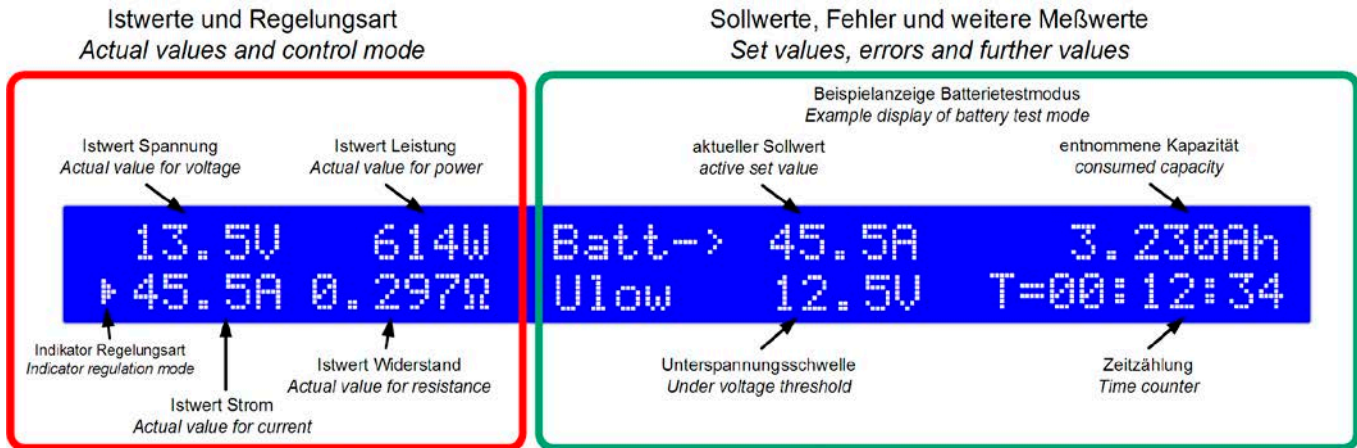 Istwerte und Regelungsart
Actual values and control mode
Sollwerte, Fehler und weitere Meßwerte
Set values, errors and further values
Beispielanzeige Batterietestmodus
Example display of battery test mode
Istwert Spannung
Actual value for voltage
Istwert Leistung
Actual value for power
aktueller Sollwert
active set value
entnommene Kapazität
consumed capacity
13.5V 614W Batt-> 45.5A 3.230Ah
▸45.5A 0.297Ω Ulow 12.5V T=00:12:34
Indikator Regelungsart
Indicator regulation mode
Istwert Strom
Actual value for current
Istwert Widerstand
Actual value for resistance
Unterspannungsschwelle
Under voltage threshold
Zeitzählung
Time counter